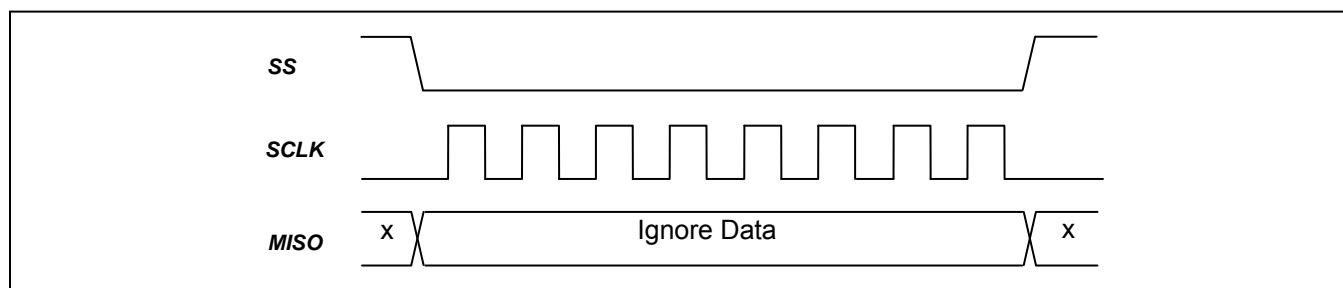 SS
SCLK
MISO
x
Ignore Data
x